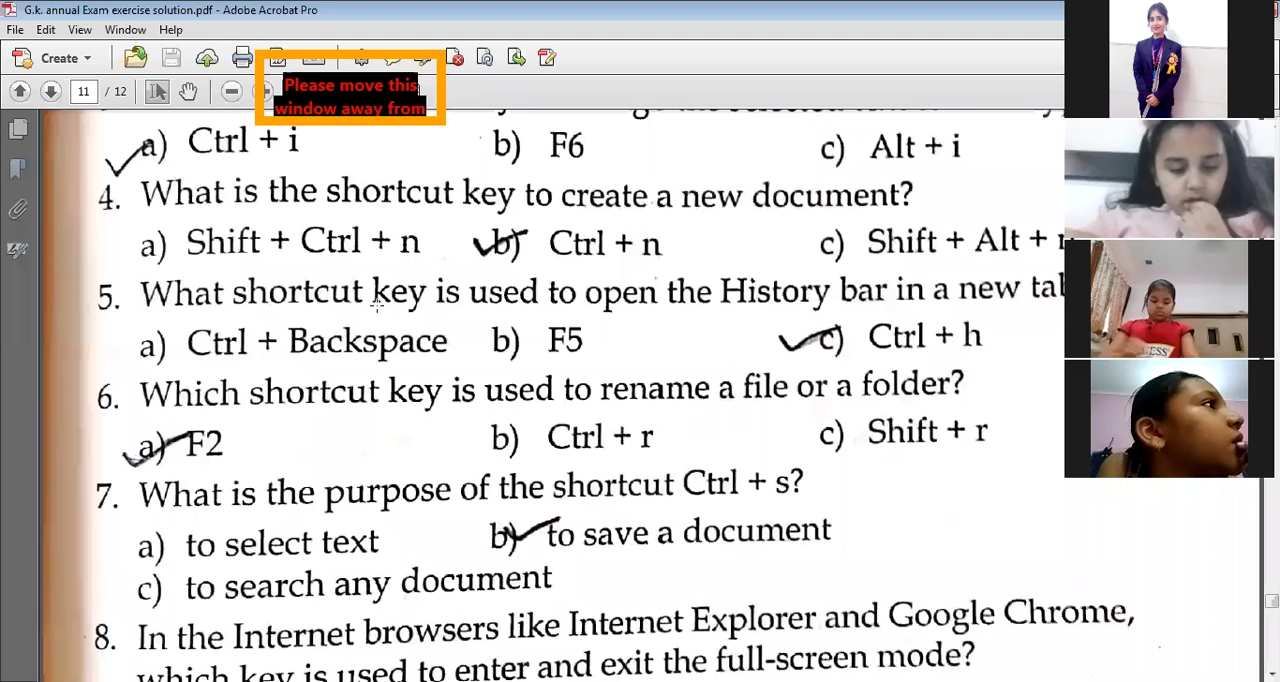 G.k. annual Exam exercise solution.pdf - Adobe Acrobat Pro
File Edit View Window Help
Create
11 / 12
Please move this
window away from
a) Ctrl + i b) F6 c) Alt + i
4. What is the shortcut key to create a new document?
a) Shift + Ctrl + n b) Ctrl + n c) Shift + Alt +
5. What shortcut key is used to open the History bar in a new
a) Ctrl + Backspace b) F5 c) Ctrl + h
6. Which shortcut key is used to rename a file or a folder?
a) F2 b) Ctrl + r c) Shift + r
7. What is the purpose of the shortcut Ctrl + s?
a) to select text b) to save a document
c) to search any document
8. In the Internet browsers like Internet Explorer and Google Chrome,
which key is used to enter and exit the full-screen mode?